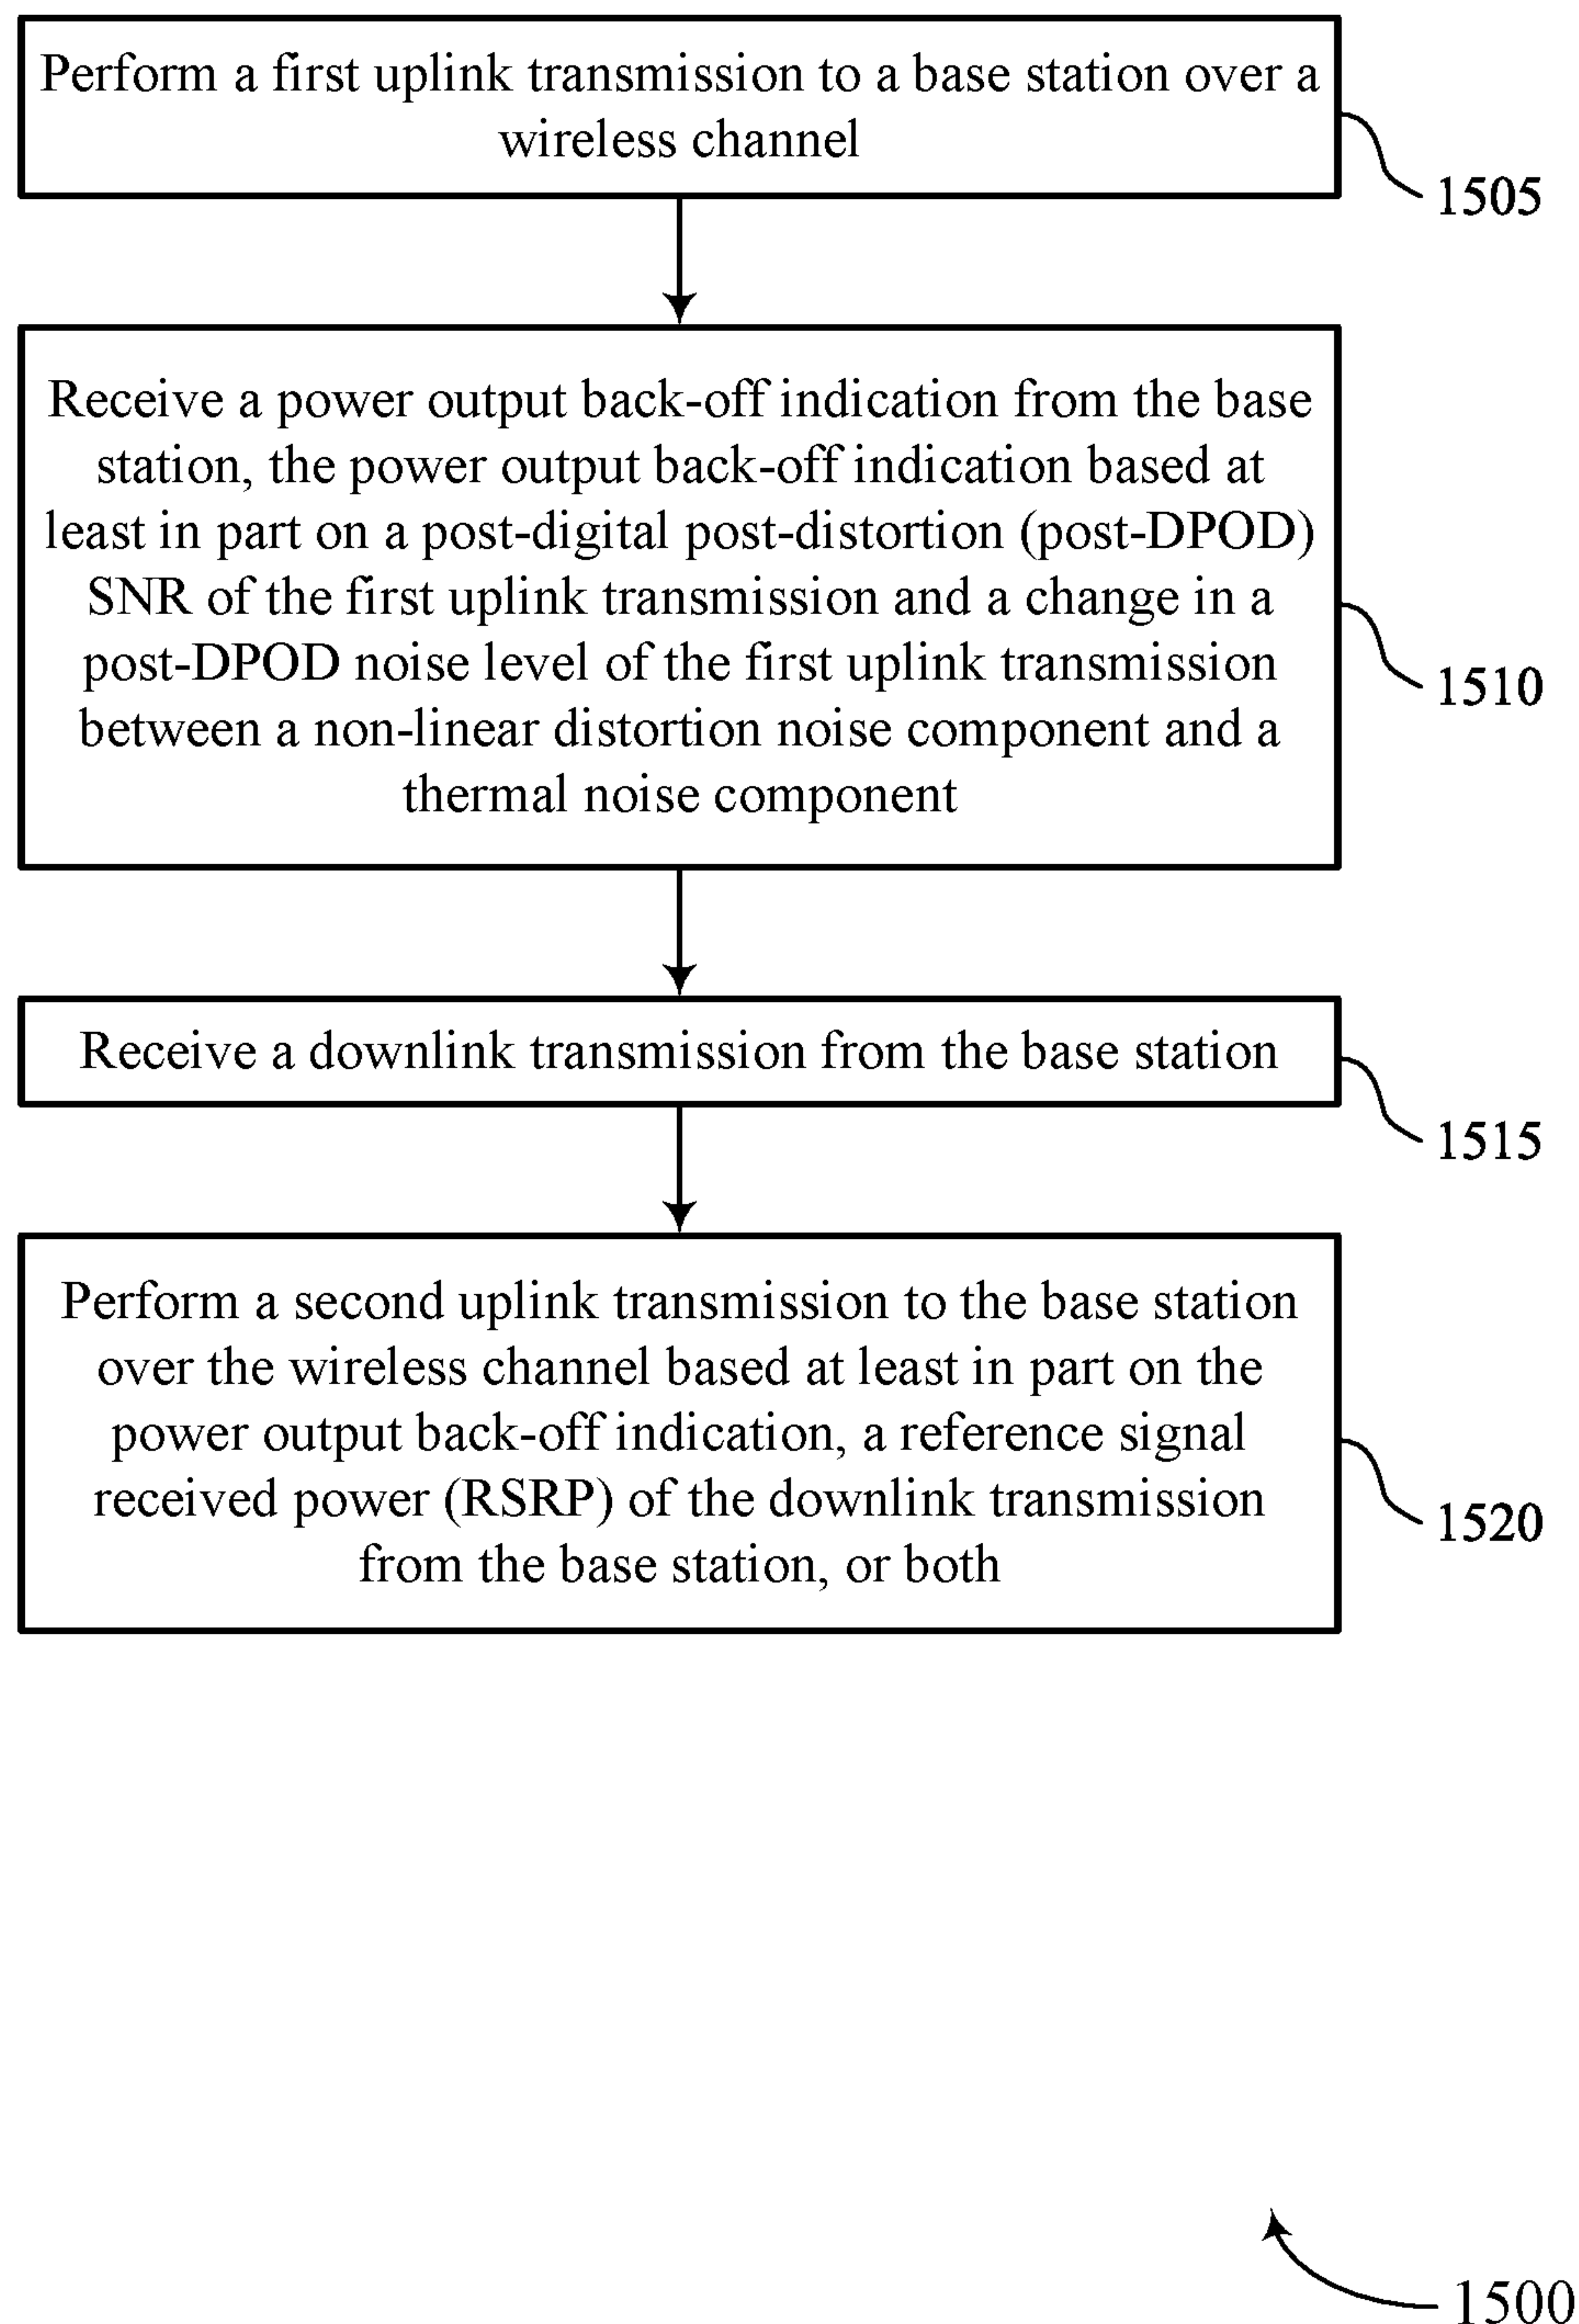 Perform a first uplink transmission to a base station over a
wireless channel
1505
Receive a power output back-off indication from the base
station, the power output back-off indication based at
least in part on a post-digital post-distortion (post-DPOD)
SNR of the first uplink transmission and a change in a
post-DPOD noise level of the first uplink transmission
between a non-linear distortion noise component and a
thermal noise component
1510
Receive a downlink transmission from the base station
1515
Perform a second uplink transmission to the base station
over the wireless channel based at least in part on the
power output back-off indication, a reference signal
received power (RSRP) of the downlink transmission
from the base station, or both
1520
1500